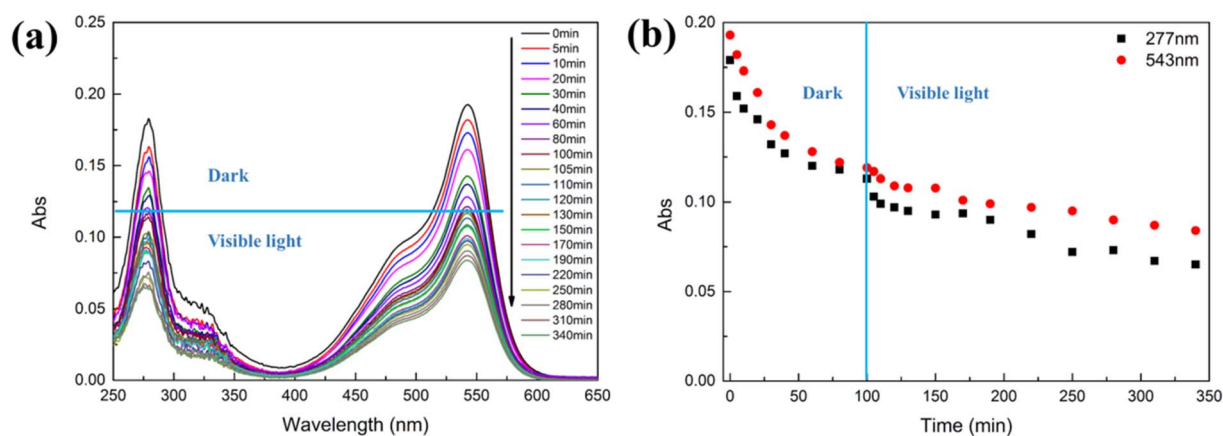 (a)
0.25
0.20
0.15
0.10
0.05
0.00
Abs
250 300 350 400 450 500 550 600 650
Wavelength (nm)
Dark
Visible light
0min
5min
10min
20min
30min
40min
60min
80min
100min
105min
110min
120min
130min
150min
170min
190min
220min
250min
280min
310min
340min
(b)
0.20
0.15
0.10
0.05
0.00
Abs
0 50 100 150 200 250 300 350
Time (min)
Dark
Visible light
277nm
543nm